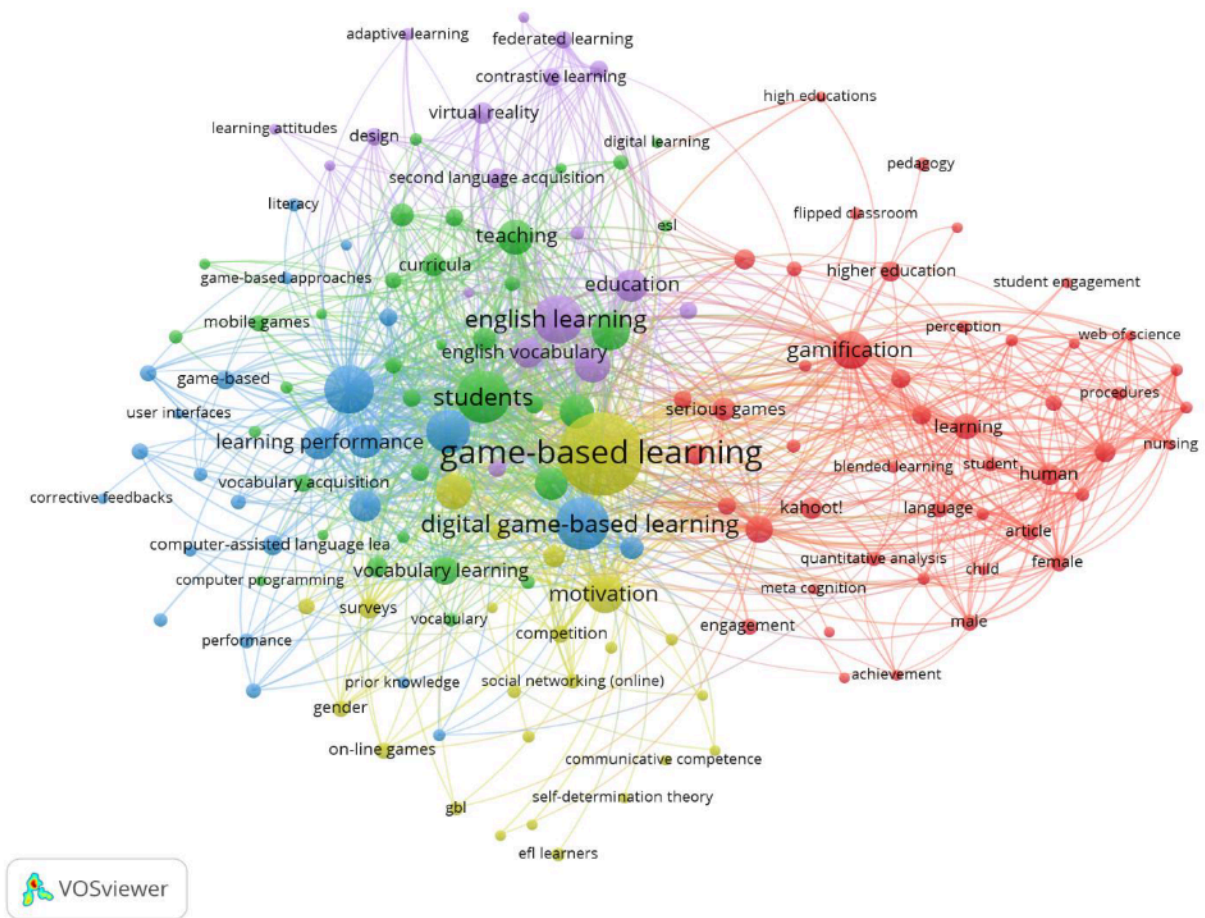 adaptive learning
federated learning
contrastive learning
high educations
virtual reality
learning attitudes
design
digital learning
pedagogy
second language acquisition
literacy
flipped classroom
esl
teaching
curricula
game-based approaches
higher education
student engagement
education
mobile games
english learning
perception
web of science
english vocabulary
gamification
game-based
procedures
students
user interfaces
serious games
learning
learning performance
nursing
game-based learning
blended learning
student
human
vocabulary acquisition
corrective feedbacks
kahoot!
language
digital game-based learning
article
computer-assisted language lea
quantitative analysis
female
child
vocabulary learning
computer programming
meta cognition
motivation
surveys
vocabulary
male
competition
engagement
performance
achievement
prior knowledge
social networking (online)
gender
on-line games
communicative competence
self-determination theory
gbl
efl learners
VOSviewer